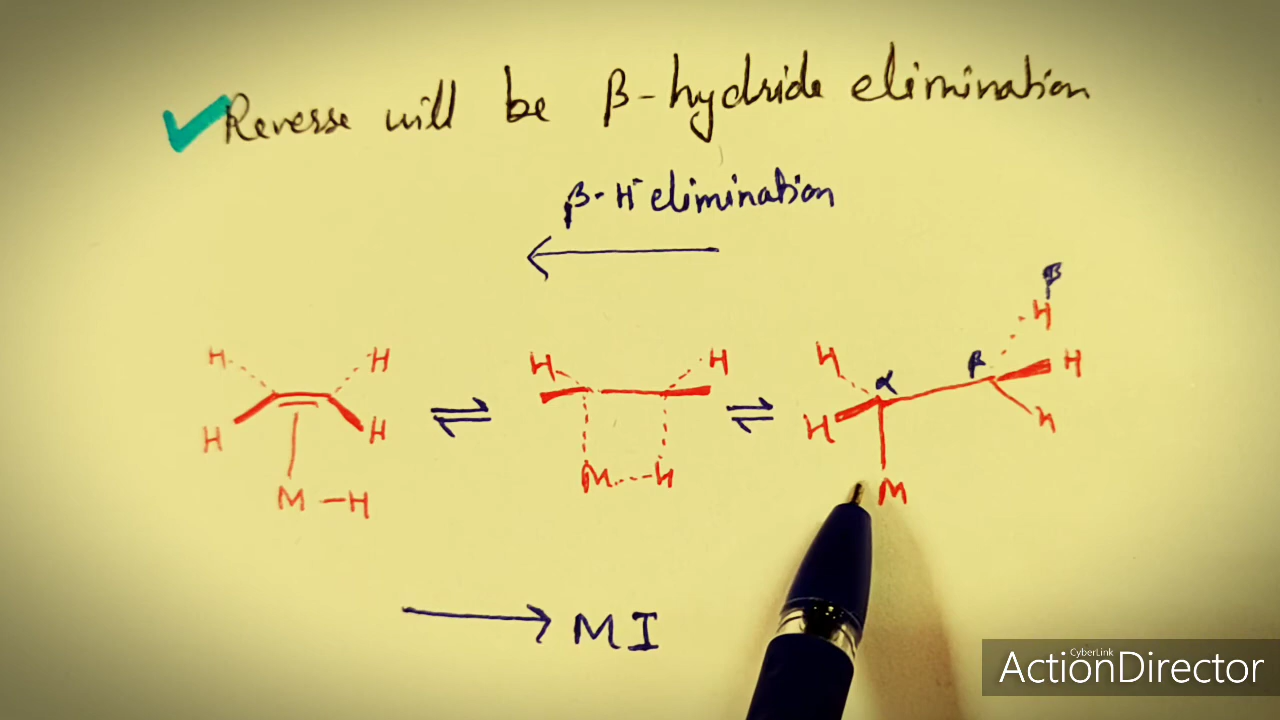 Reverse will be β-hydride elimination
β-H elimination
β
H H H H H
β
α
H H H H
H H H
M-H M---H M
→ MI
CyberLink
ActionDirector